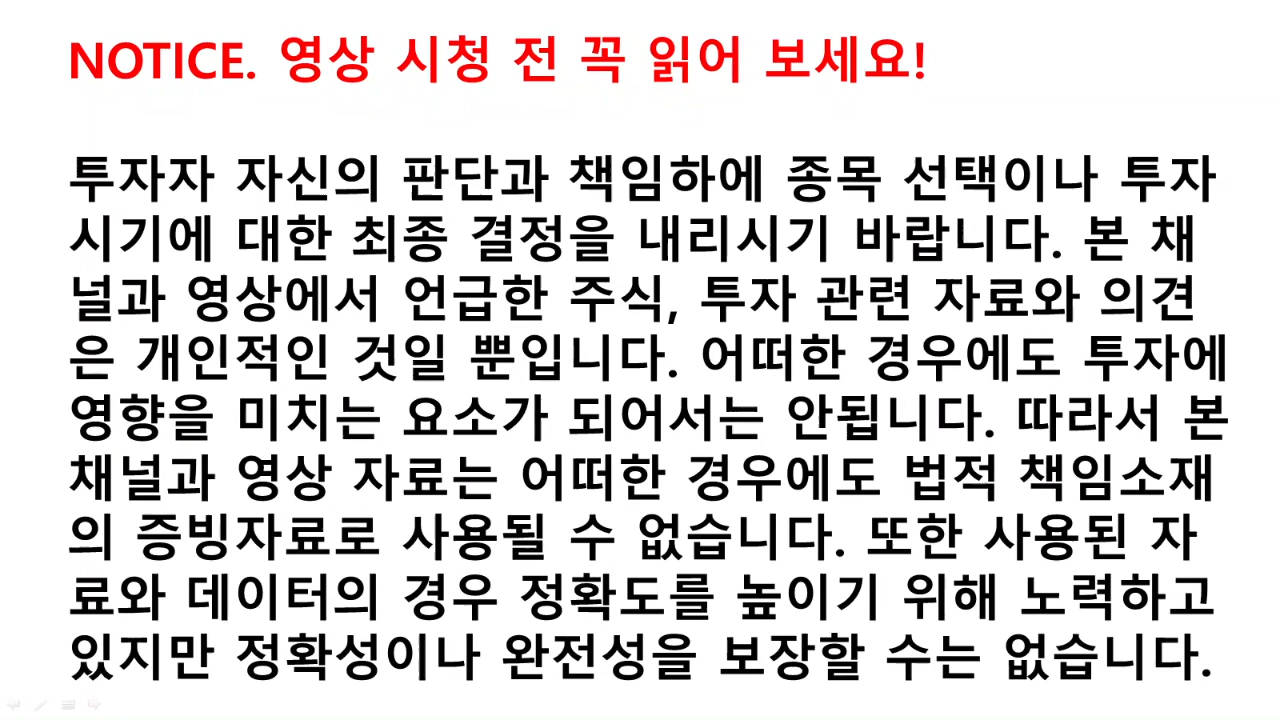 NOTICE. 영상 시청 전 꼭 읽어 보세요!
투자자 자신의 판단과 책임하에 종목 선택이나 투자
시기에 대한 최종 결정을 내리시기 바랍니다. 본 채
널과 영상에서 언급한 주식, 투자 관련 자료와 의견
은 개인적인 것일 뿐입니다. 어떠한 경우에도 투자에
영향을 미치는 요소가 되어서는 안됩니다. 따라서 본
채널과 영상 자료는 어떠한 경우에도 법적 책임소재
의 증빙자료로 사용될 수 없습니다. 또한 사용된 자
료와 데이터의 경우 정확도를 높이기 위해 노력하고
있지만 정확성이나 완전성을 보장할 수는 없습니다.